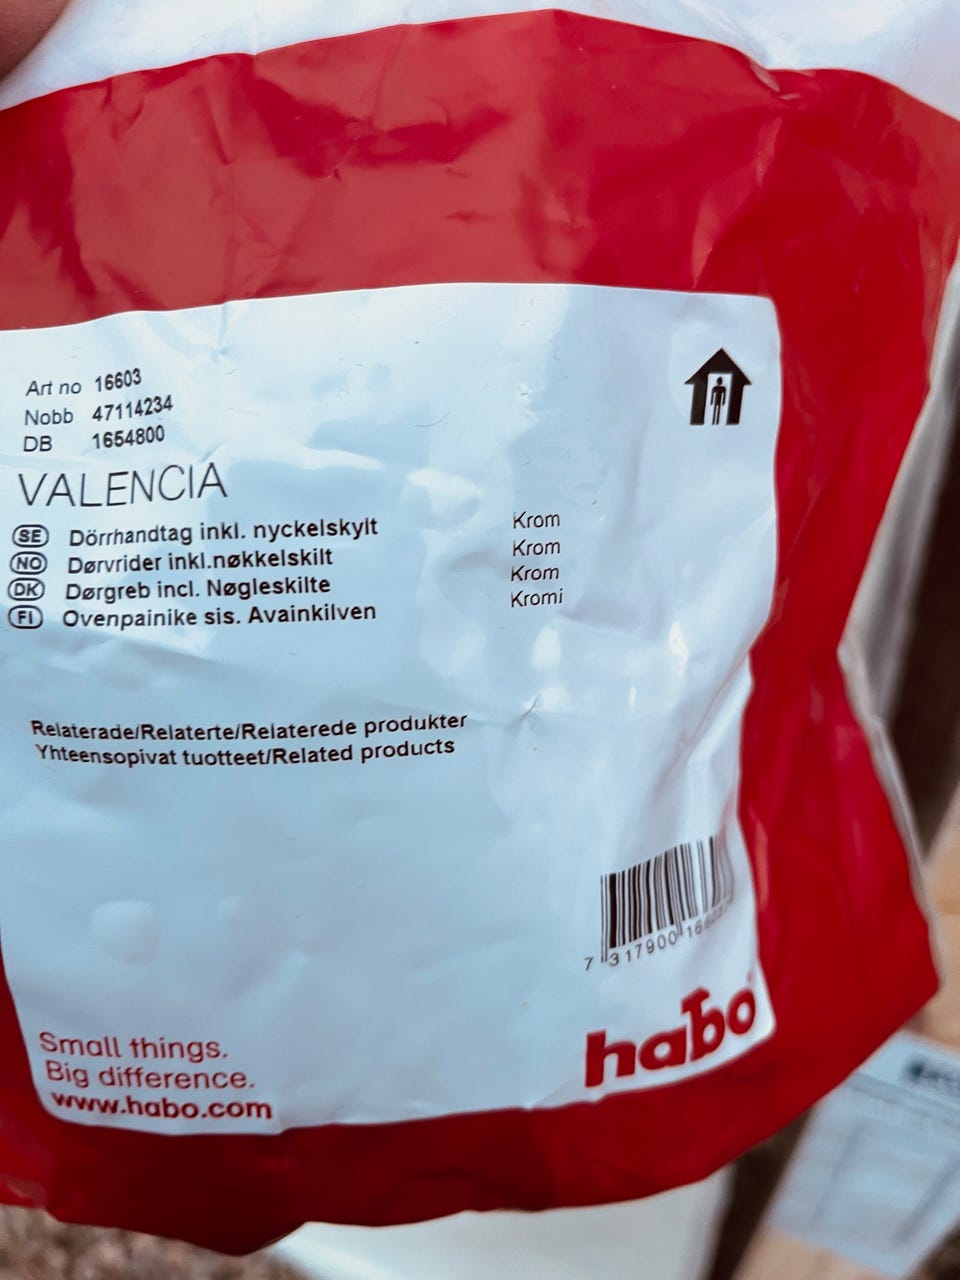 Art no 16603
Nobb 47114234
DB 1654800
VALENCIA
SE Dörrhandtag inkl. nyckelskylt Krom
NO Dørvrider inkl.nøkkelskilt Krom
DK Dørgreb incl. Nøgleskilte Krom
FI Ovenpainike sis. Avainkilven Kromi
Relaterade/Relaterte/Relaterede produkter
Yhteensopivat tuotteet/Related products
7 317900
Small things.
Big difference.
www.habo.com
habo